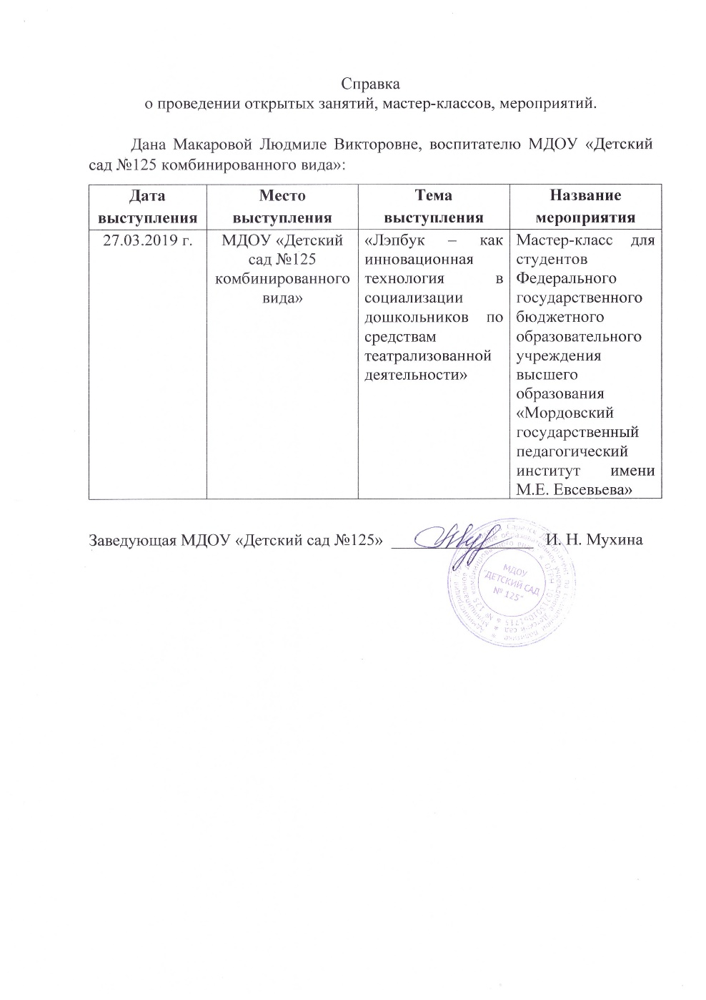 Справка
о проведении открытых занятий, мастер-классов, мероприятий.
Дана Макаровой Людмиле Викторовне, воспитателю МДОУ «Детский
сад №125 комбинированного вида»:
Дата
выступления
Место
выступления
Тема
выступления
Название
мероприятия
27.03.2019 г.
МДОУ «Детский
сад №125
комбинированного
вида»
«Лэпбук – как
инновационная
технология в
социализации
дошкольников по
средствам
театрализованной
деятельности»
Мастер-класс для
студентов
Федерального
государственного
бюджетного
образовательного
учреждения
высшего
образования
«Мордовский
государственный
педагогический
институт имени
М.Е. Евсевьева»
Заведующая МДОУ «Детский сад №125» И. Н. Мухина
МДОУ
"ДЕТСКИЙ САД
№ 125"